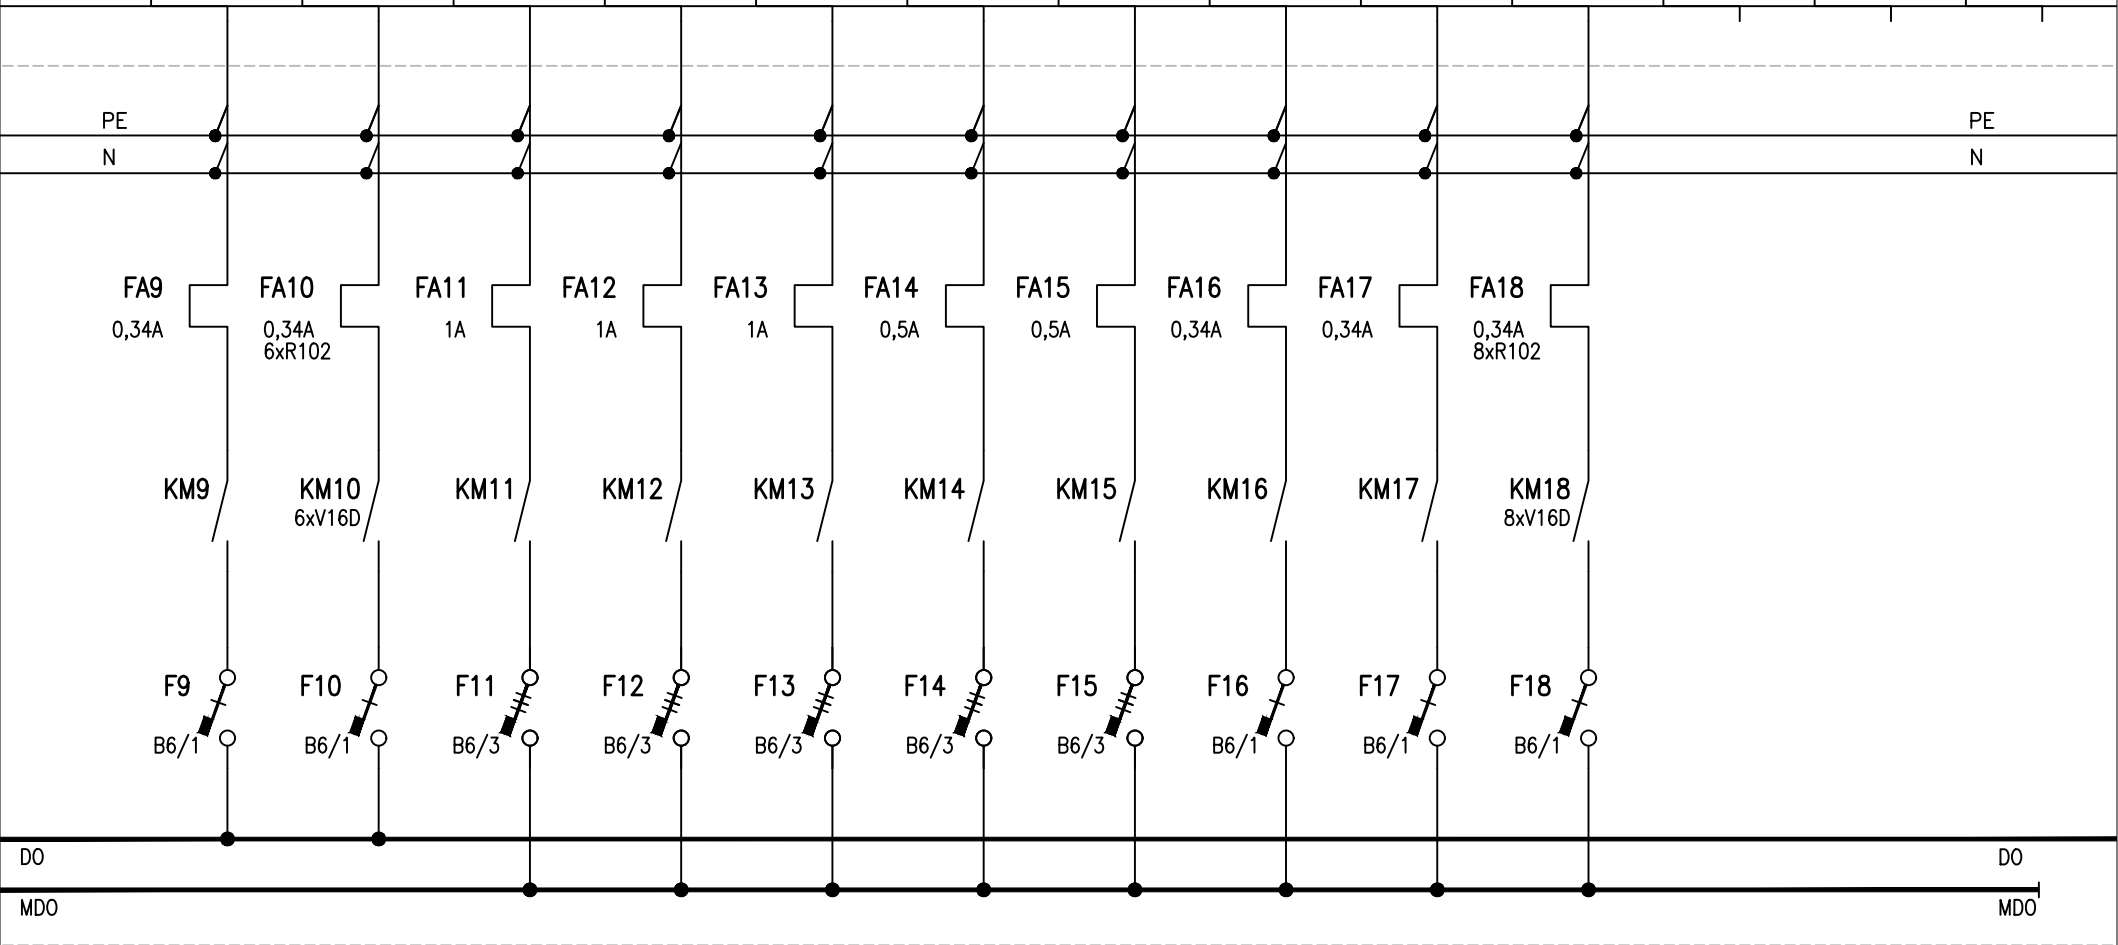 PE PE
N N
FA9 FA10 FA11 FA12 FA13 FA14 FA15 FA16 FA17 FA18
0,34A 0,34A 1A 1A 1A 0,5A 0,5A 0,34A 0,34A 0,34A
6xR102 8xR102
KM9 KM10 KM11 KM12 KM13 KM14 KM15 KM16 KM17 KM18
6xV16D 8xV16D
F9 F10 F11 F12 F13 F14 F15 F16 F17 F18
B6/1 B6/1 B6/3 B6/3 B6/3 B6/3 B6/3 B6/1 B6/1 B6/1
DO DO
MDO MDO